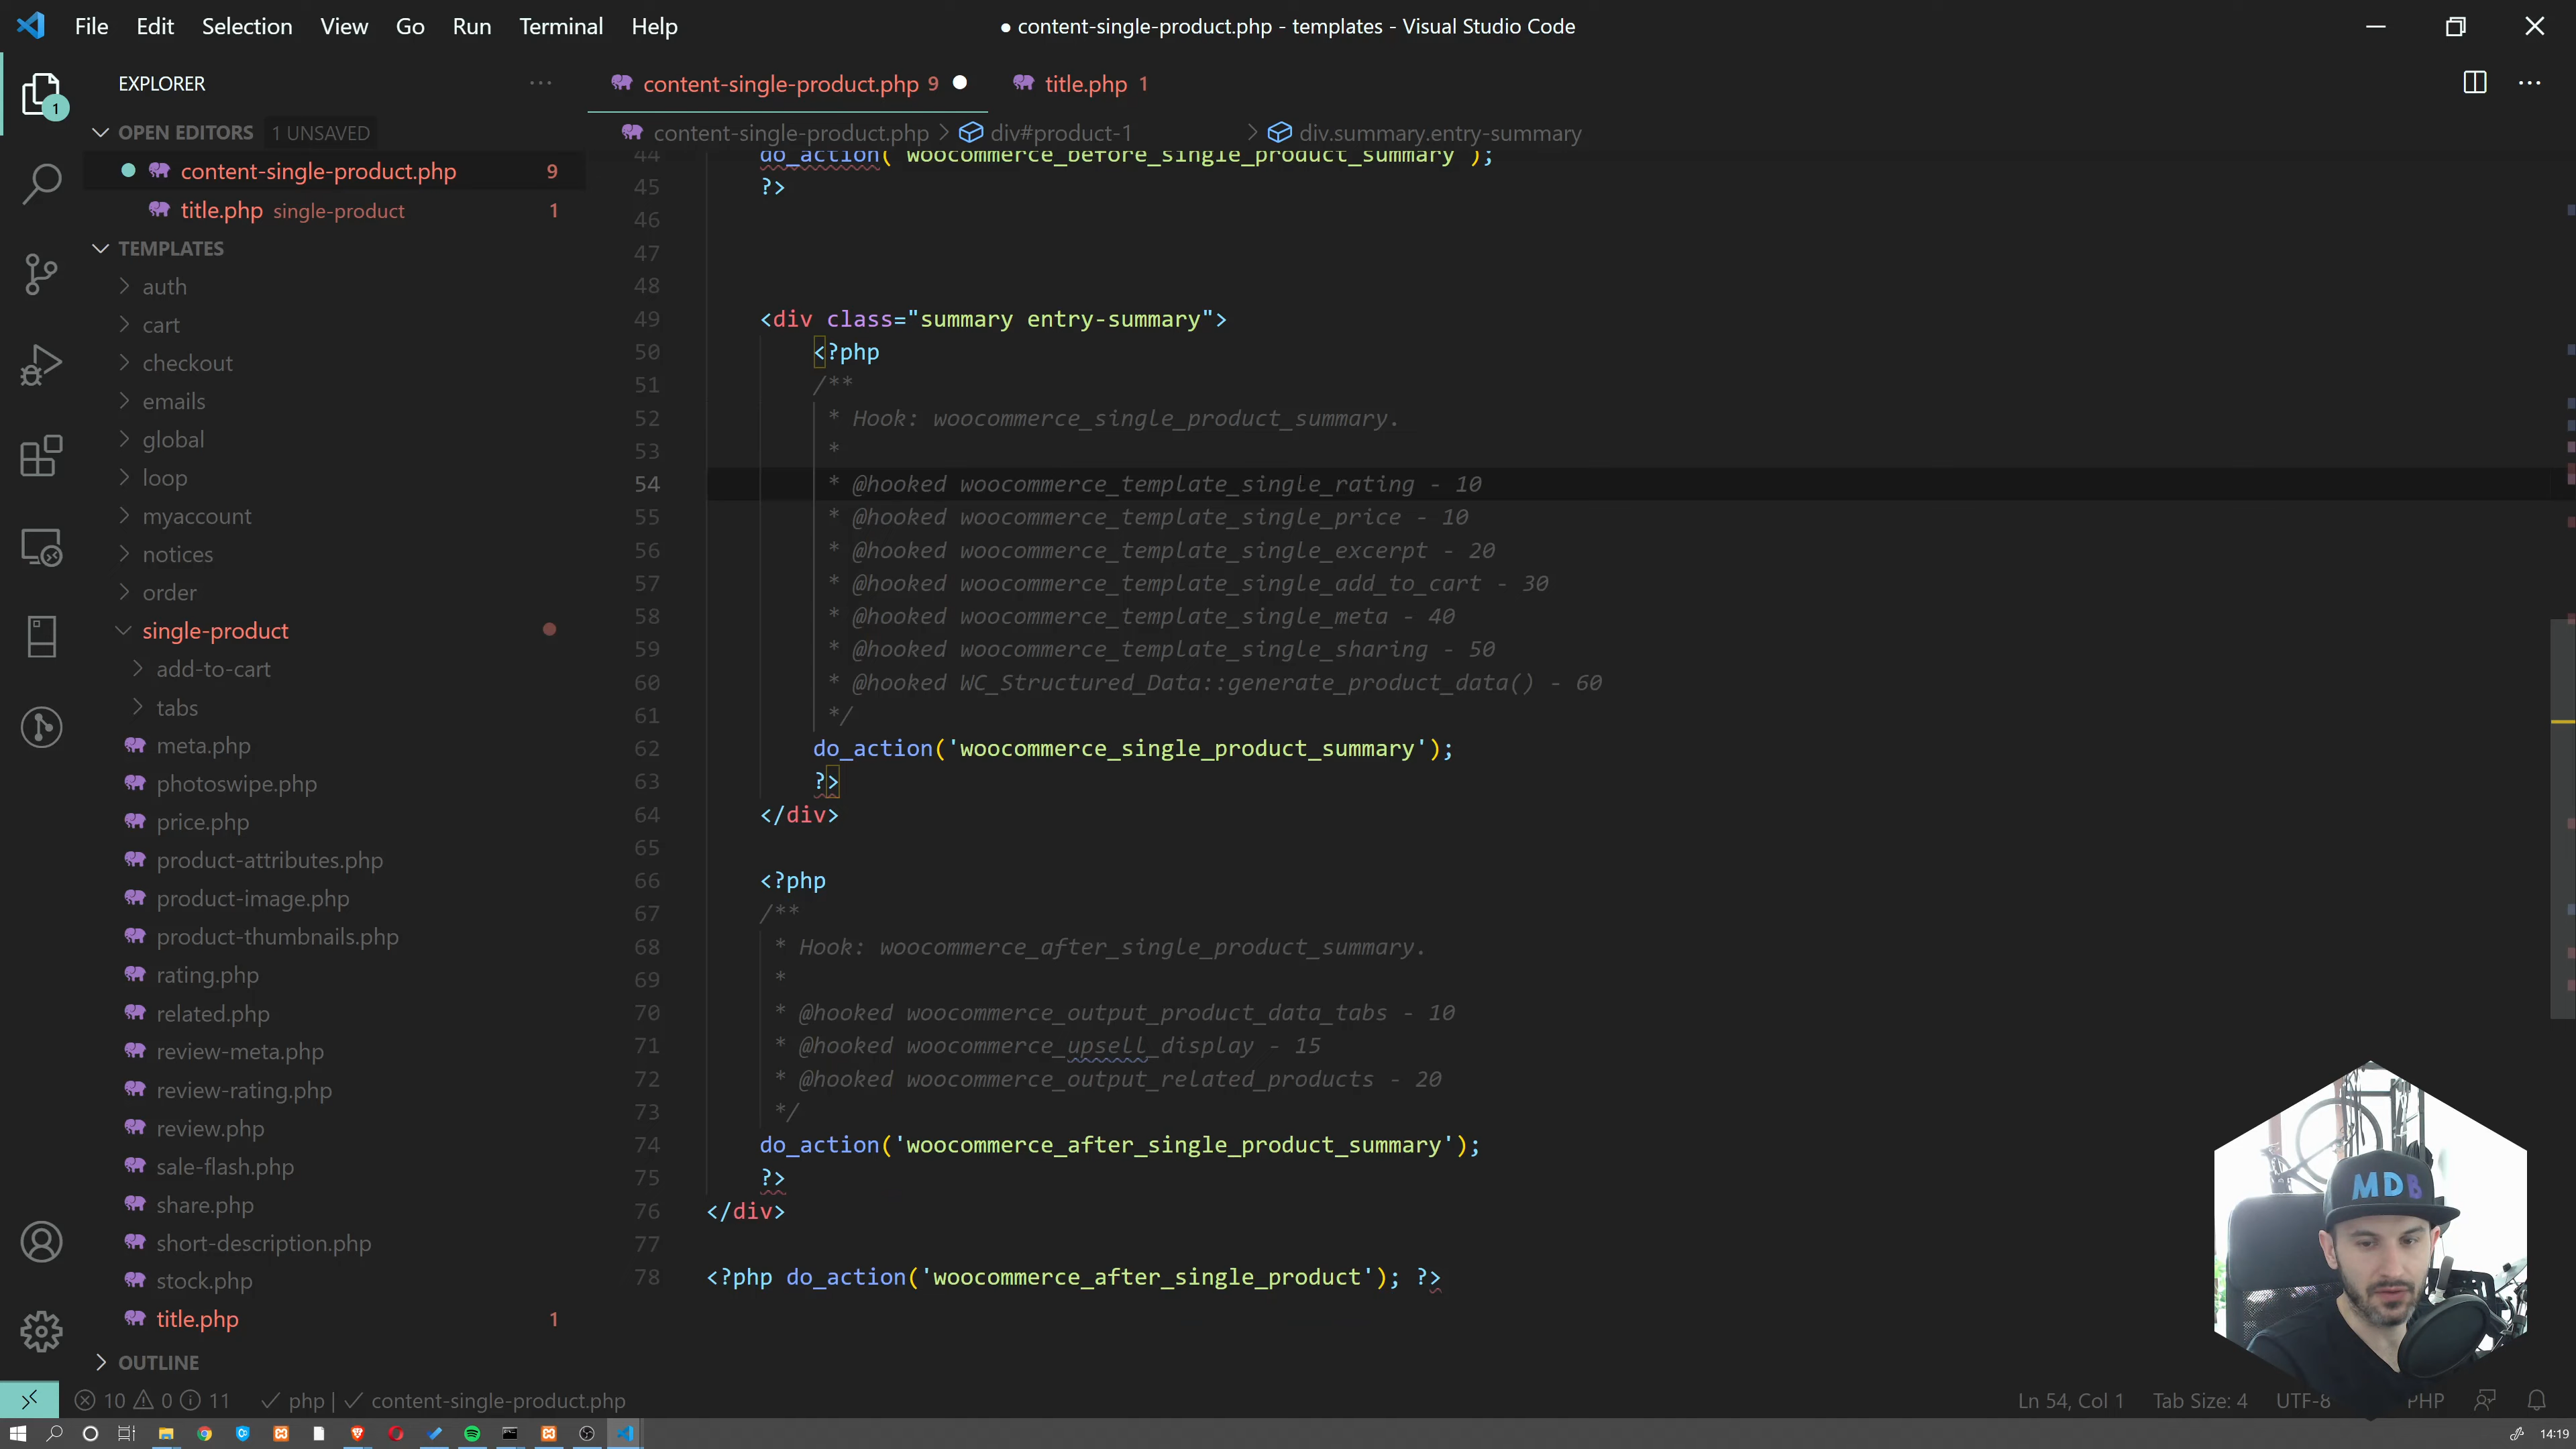 File Edit Selection View Go Run Terminal Help
● content-single-product.php - templates - Visual Studio Code
EXPLORER
content-single-product.php 9
title.php 1
1
OPEN EDITORS 1 UNSAVED
content-single-product.php 9
title.php single-product 1
TEMPLATES
auth
cart
checkout
emails
global
loop
myaccount
notices
order
single-product
add-to-cart
tabs
meta.php
photoswipe.php
price.php
product-attributes.php
product-image.php
product-thumbnails.php
rating.php
related.php
review-meta.php
review-rating.php
review.php
sale-flash.php
share.php
short-description.php
stock.php
title.php 1
OUTLINE
content-single-product.php > div#product-1 > div.summary.entry-summary
44 do_action( 'woocommerce_before_single_product_summary' );
45 ?>
46
47
48
49 <div class="summary entry-summary">
50 <?php
51 /**
52 * Hook: woocommerce_single_product_summary.
53 *
54 * @hooked woocommerce_template_single_rating - 10
55 * @hooked woocommerce_template_single_price - 10
56 * @hooked woocommerce_template_single_excerpt - 20
57 * @hooked woocommerce_template_single_add_to_cart - 30
58 * @hooked woocommerce_template_single_meta - 40
59 * @hooked woocommerce_template_single_sharing - 50
60 * @hooked WC_Structured_Data::generate_product_data() - 60
61 */
62 do_action('woocommerce_single_product_summary');
63 ?>
64 </div>
65
66 <?php
67 /**
68 * Hook: woocommerce_after_single_product_summary.
69 *
70 * @hooked woocommerce_output_product_data_tabs - 10
71 * @hooked woocommerce_upsell_display - 15
72 * @hooked woocommerce_output_related_products - 20
73 */
74 do_action('woocommerce_after_single_product_summary');
75 ?>
76 </div>
77
78 <?php do_action('woocommerce_after_single_product'); ?>
MDB
10 0 11 php | content-single-product.php
Ln 54, Col 1 Tab Size: 4 UTF-8 PHP
14:19